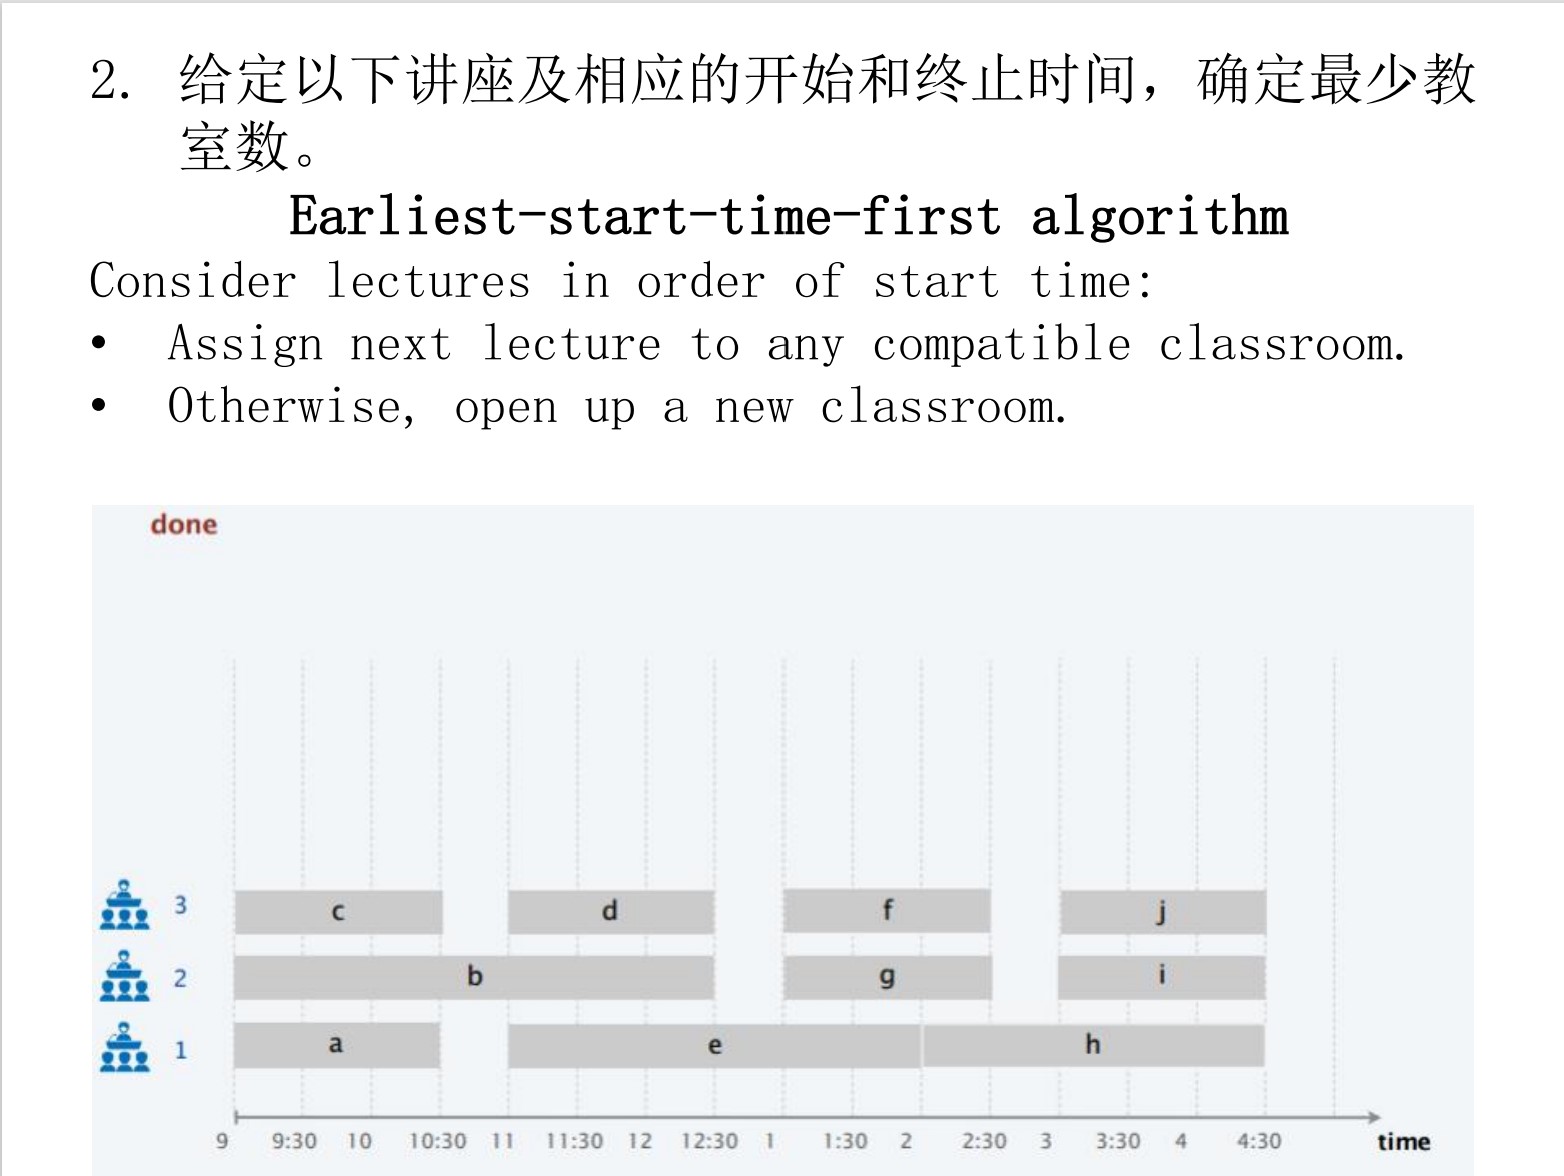 2. 给定以下讲座及相应的开始和终止时间，确定最少教
室数。
Earliest-start-time-first algorithm
Consider lectures in order of start time:
• Assign next lecture to any compatible classroom.
• Otherwise, open up a new classroom.
done
3 c d f j
2 b g i
1 a e h
9 9:30 10 10:30 11 11:30 12 12:30 1 1:30 2 2:30 3 3:30 4 4:30 time